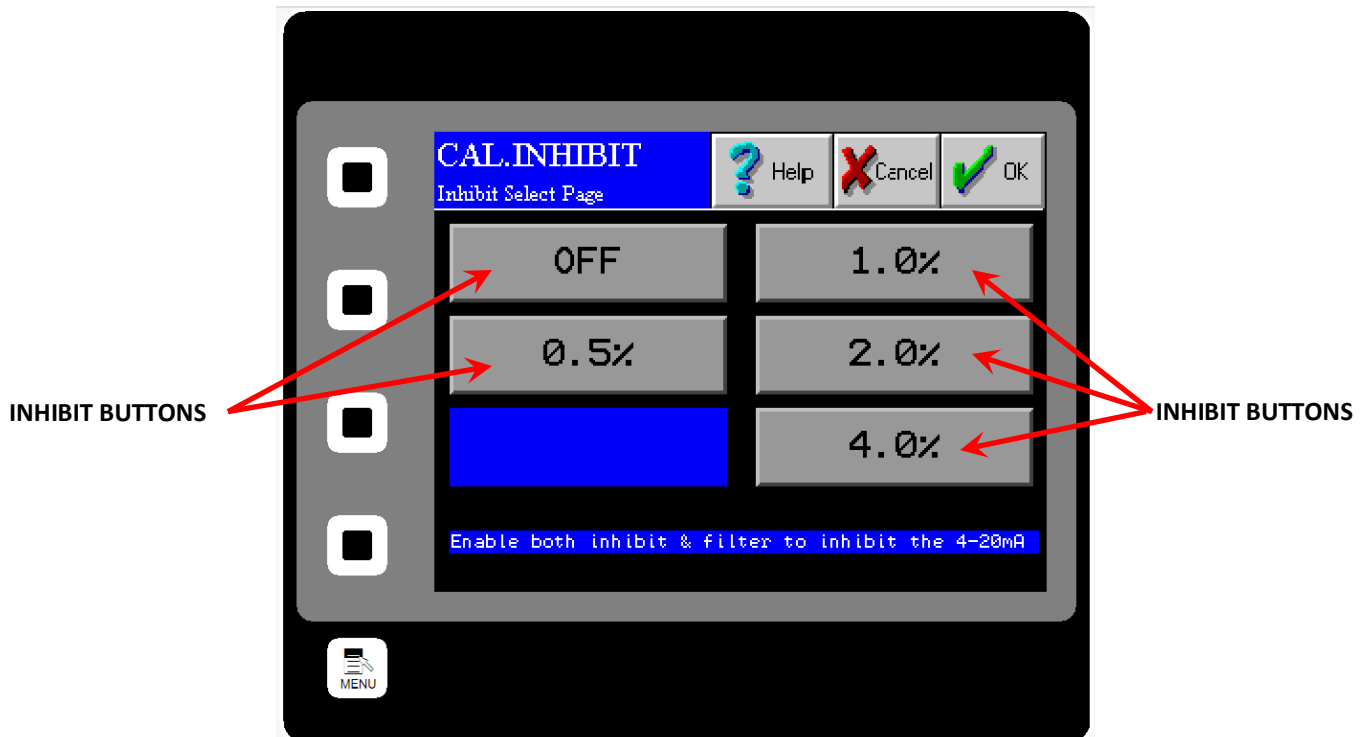 CAL.INHIBIT
Inhibit Select Page
Help
Cancel
OK
OFF
1.0%
0.5%
2.0%
INHIBIT BUTTONS
INHIBIT BUTTONS
4.0%
Enable both inhibit & filter to inhibit the 4-20mA
MENU